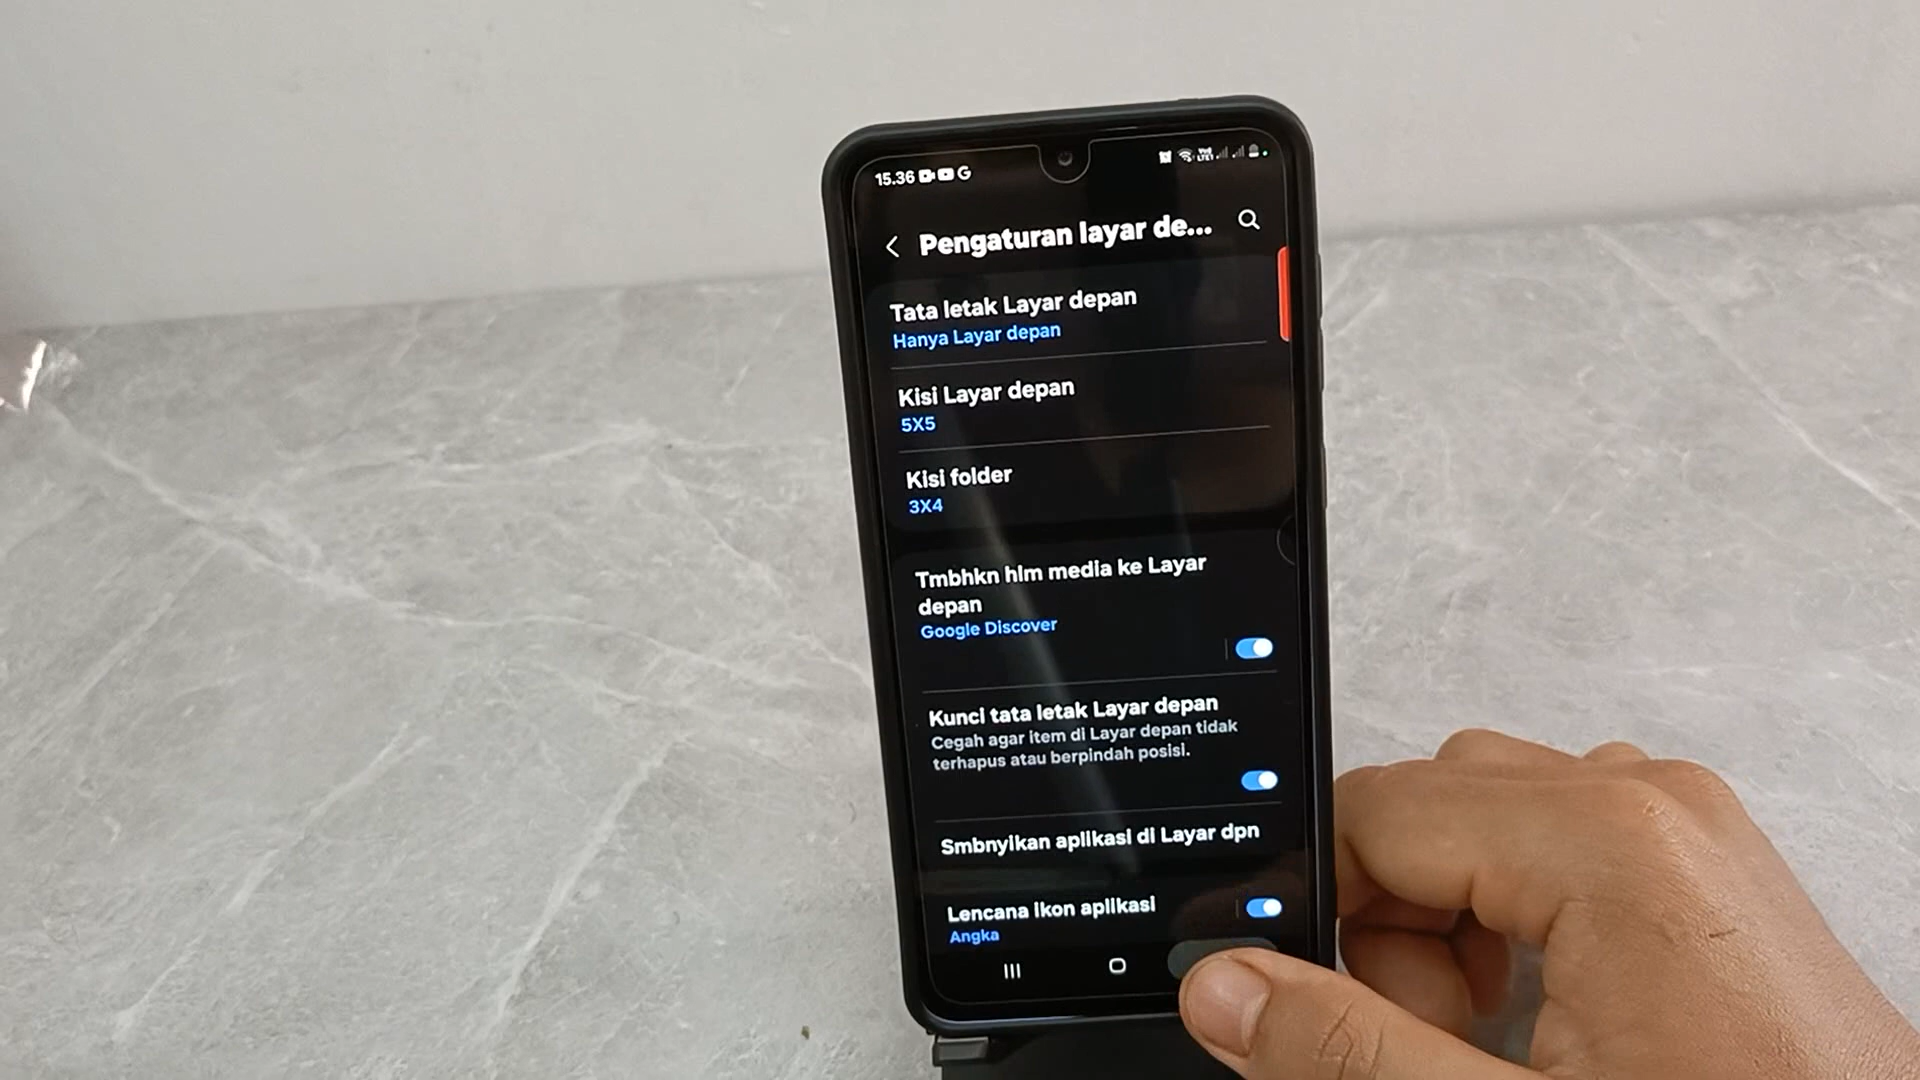 15.36 G
Pengaturan layar de...
Tata letak Layar depan
Hanya Layar depan
Kisi Layar depan
5X5
Kisi folder
3X4
Tmbhkn hlm media ke Layar
depan
Google Discover
Kunci tata letak Layar depan
Cegah agar item di Layar depan tidak
terhapus atau berpindah posisi.
Smbnyikan aplikasi di Layar dpn
Lencana ikon aplikasi
Angka